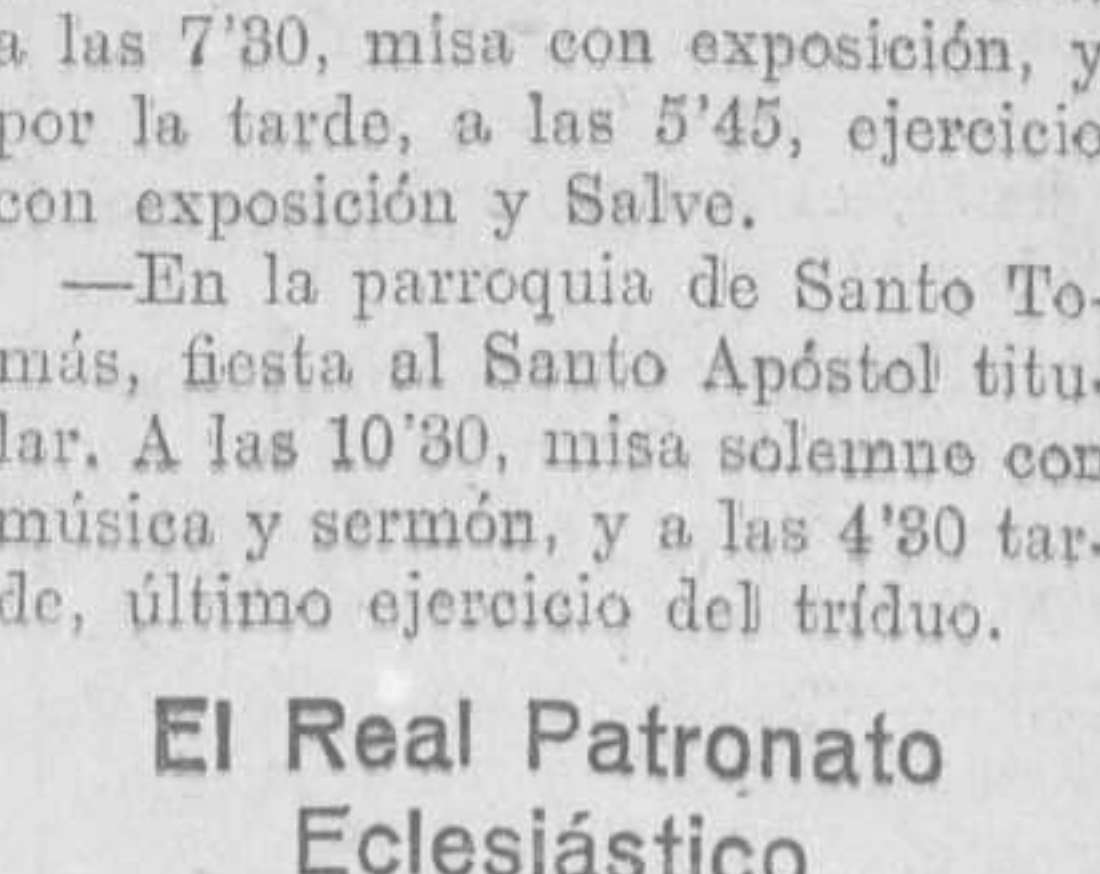 a las 7'30, misa con exposición, y
por la tarde, a las 5'45, ejercicio
con exposición y Salve.
—En la parroquia de Santo To-
más, fiesta al Santo Apóstol titu-
lar. A las 10'30, misa solemne con
música y sermón, y a las 4'30 tar-
de, último ejercicio del tríduo.
El Real Patronato
Eclesiástico